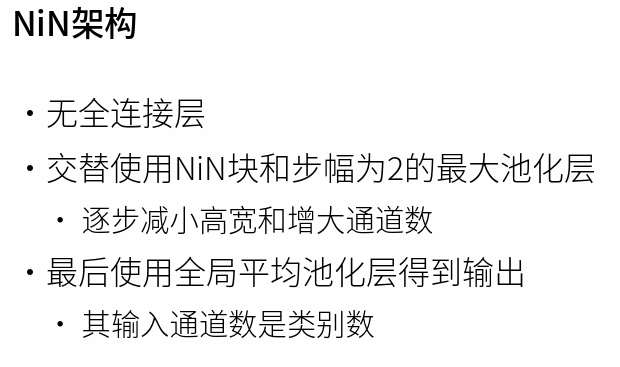 NiN架构
• 无全连接层
• 交替使用NiN块和步幅为2的最大池化层
• 逐步减小高宽和增大通道数
• 最后使用全局平均池化层得到输出
• 其输入通道数是类别数